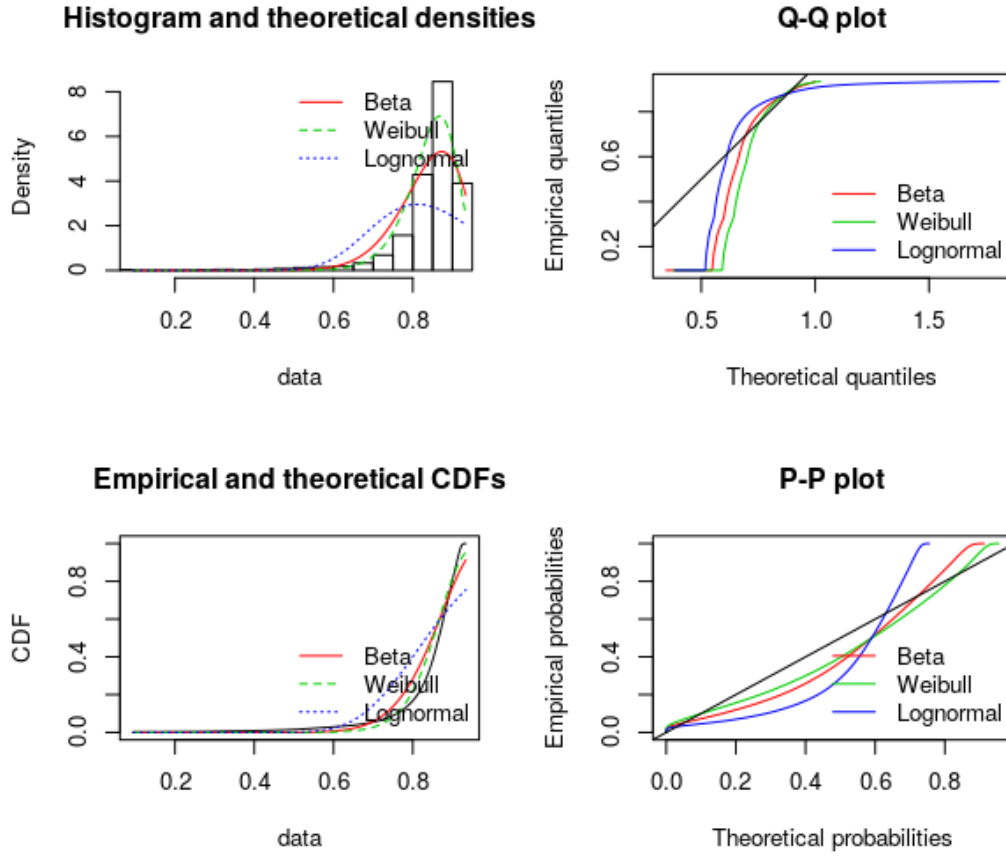 Histogram and theoretical densities
Density
0 2 4 6 8
Beta
Weibull
Lognormal
0.2 0.4 0.6 0.8
data
Q-Q plot
Empirical quantiles
0.2 0.6
Beta
Weibull
Lognormal
0.5 1.0 1.5
Theoretical quantiles
Empirical and theoretical CDFs
CDF
0.0 0.4 0.8
Beta
Weibull
Lognormal
0.2 0.4 0.6 0.8
data
P-P plot
Empirical probabilities
0.0 0.4 0.8
Beta
Weibull
Lognormal
0.0 0.2 0.4 0.6 0.8
Theoretical probabilities